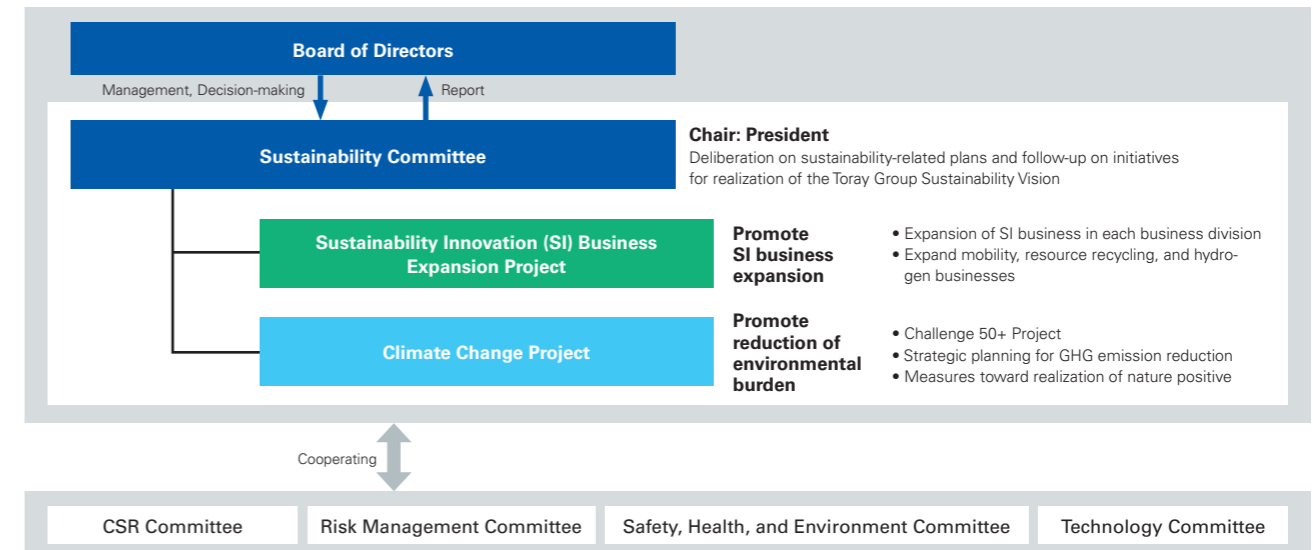 Board of Directors
Management, Decision-making
Report
Sustainability Committee
Chair: President
Deliberation on sustainability-related plans and follow-up on initiatives
for realization of the Toray Group Sustainability Vision
Sustainability Innovation (SI) Business
Expansion Project
Promote
SI business
expansion
• Expansion of SI business in each business division
• Expand mobility, resource recycling, and hydro-
gen businesses
Climate Change Project
Promote
reduction of
environmental
burden
• Challenge 50+ Project
• Strategic planning for GHG emission reduction
• Measures toward realization of nature positive
Cooperating
CSR Committee
Risk Management Committee
Safety, Health, and Environment Committee
Technology Committee